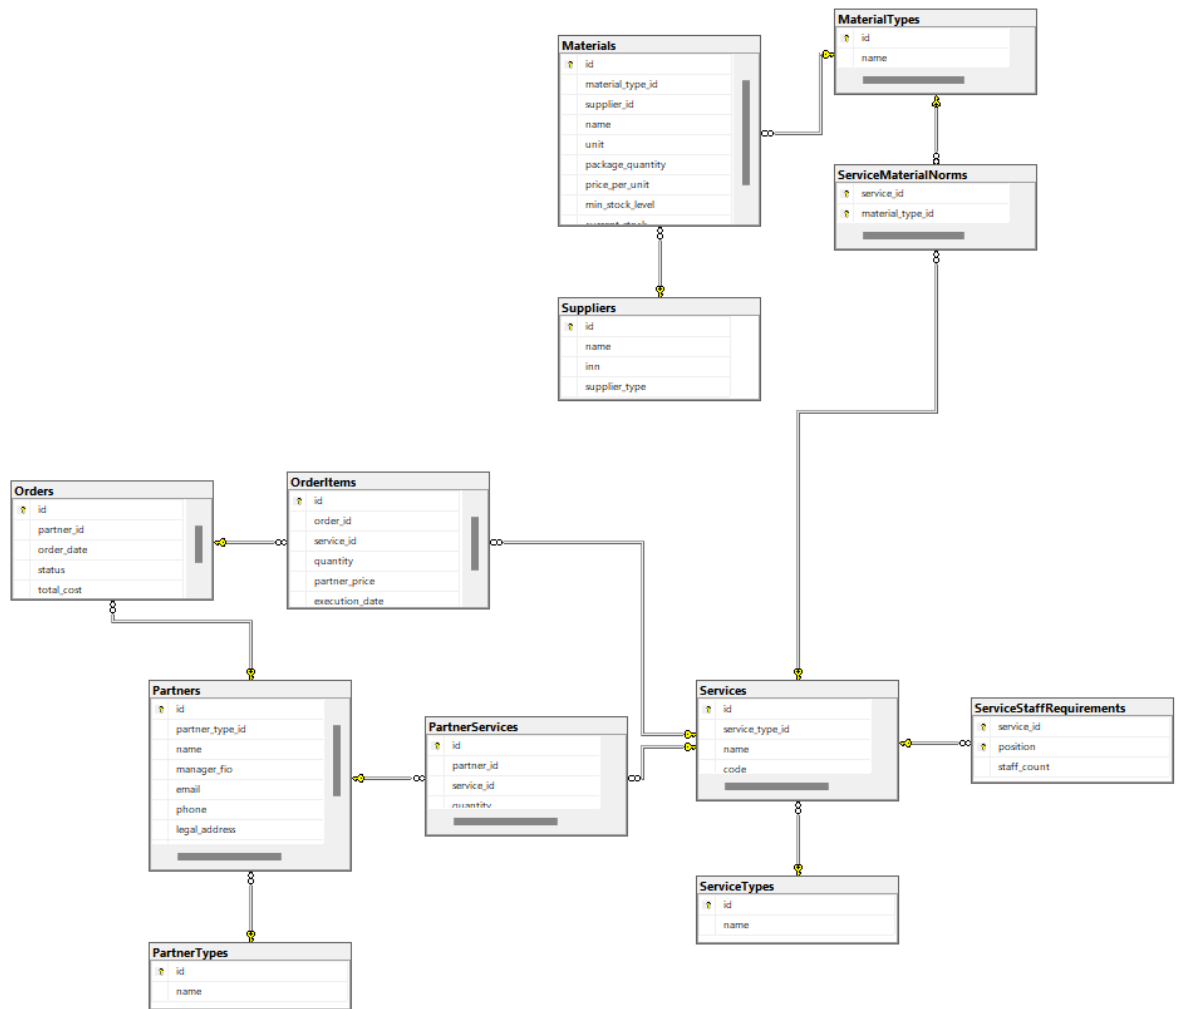 MaterialTypes
id
name
Materials
id
material_type_id
supplier_id
name
unit
package_quantity
price_per_unit
min_stock_level
current_stock
ServiceMaterialNorms
service_id
material_type_id
Suppliers
id
name
inn
supplier_type
Orders
id
partner_id
order_date
status
total_cost
OrderItems
id
order_id
service_id
quantity
partner_price
execution_date
Partners
id
partner_type_id
name
manager_fio
email
phone
legal_address
PartnerServices
id
partner_id
service_id
quantity
Services
id
service_type_id
name
code
ServiceStaffRequirements
service_id
position
staff_count
ServiceTypes
id
name
PartnerTypes
id
name